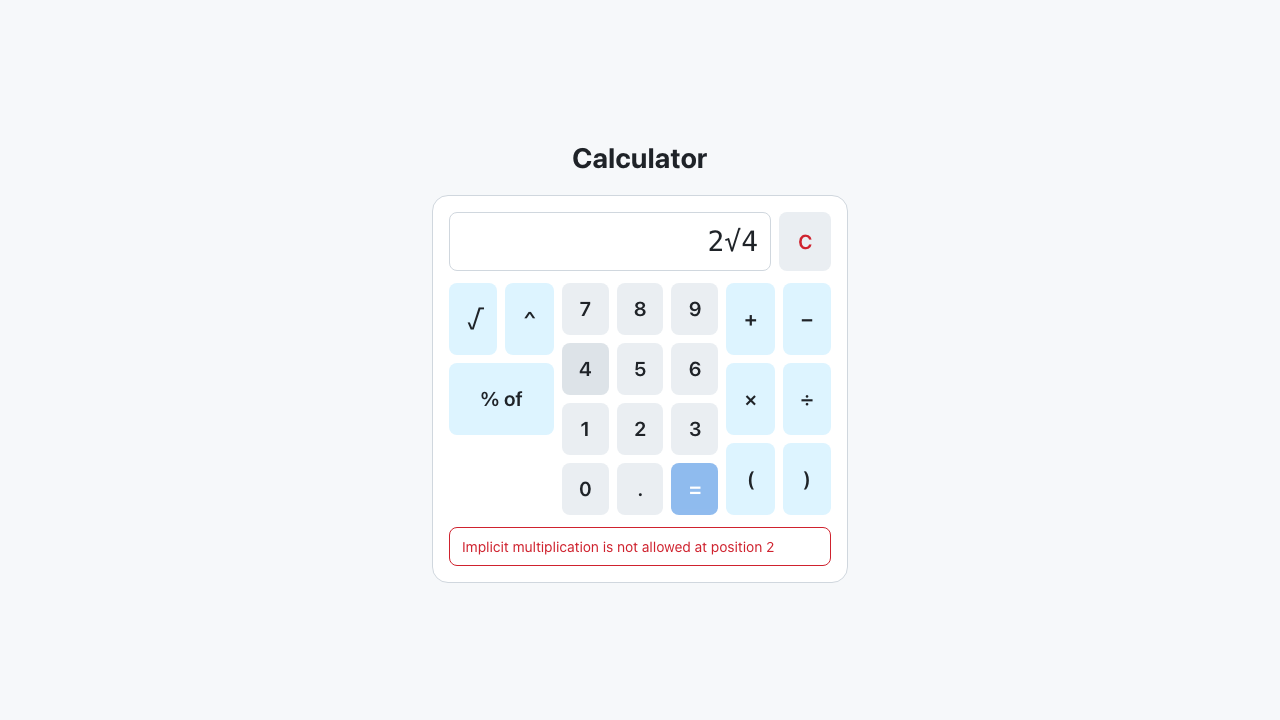 Calculator
2√4
C
√ ^ 7 8 9 + −
4 5 6
% of × ÷
1 2 3
0 . = ( )
Implicit multiplication is not allowed at position 2